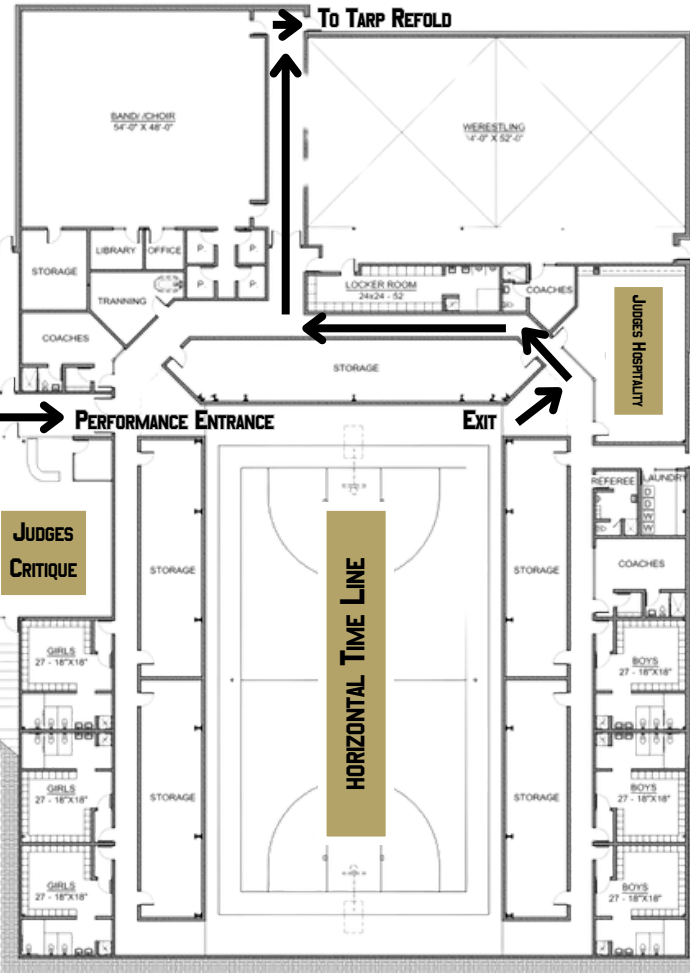 To Tarp Refold
BAND/ /CHOIR
54'-0" X 48'-0"
WERESTLING
'4'-0" X 52'-0"
LIBRARY
OFFICE
P.
P.
P.
P.
STORAGE
TRANNING
LOCKER ROOM
24x24 - 52
COACHES
COACHES
Judges Hospitality
STORAGE
Performance Entrance
Exit
REFEREE
LAUNDRY
D
D
W
W
Judges
Critique
STORAGE
Horizontal Time Line
STORAGE
COACHES
GIRLS
27 - 18"X18"
BOYS
27 - 18"X18"
GIRLS
27 - 18"X18"
STORAGE
STORAGE
BOYS
27 - 18"X18"
GIRLS
27 - 18"X18"
BOYS
27 - 18"X18"